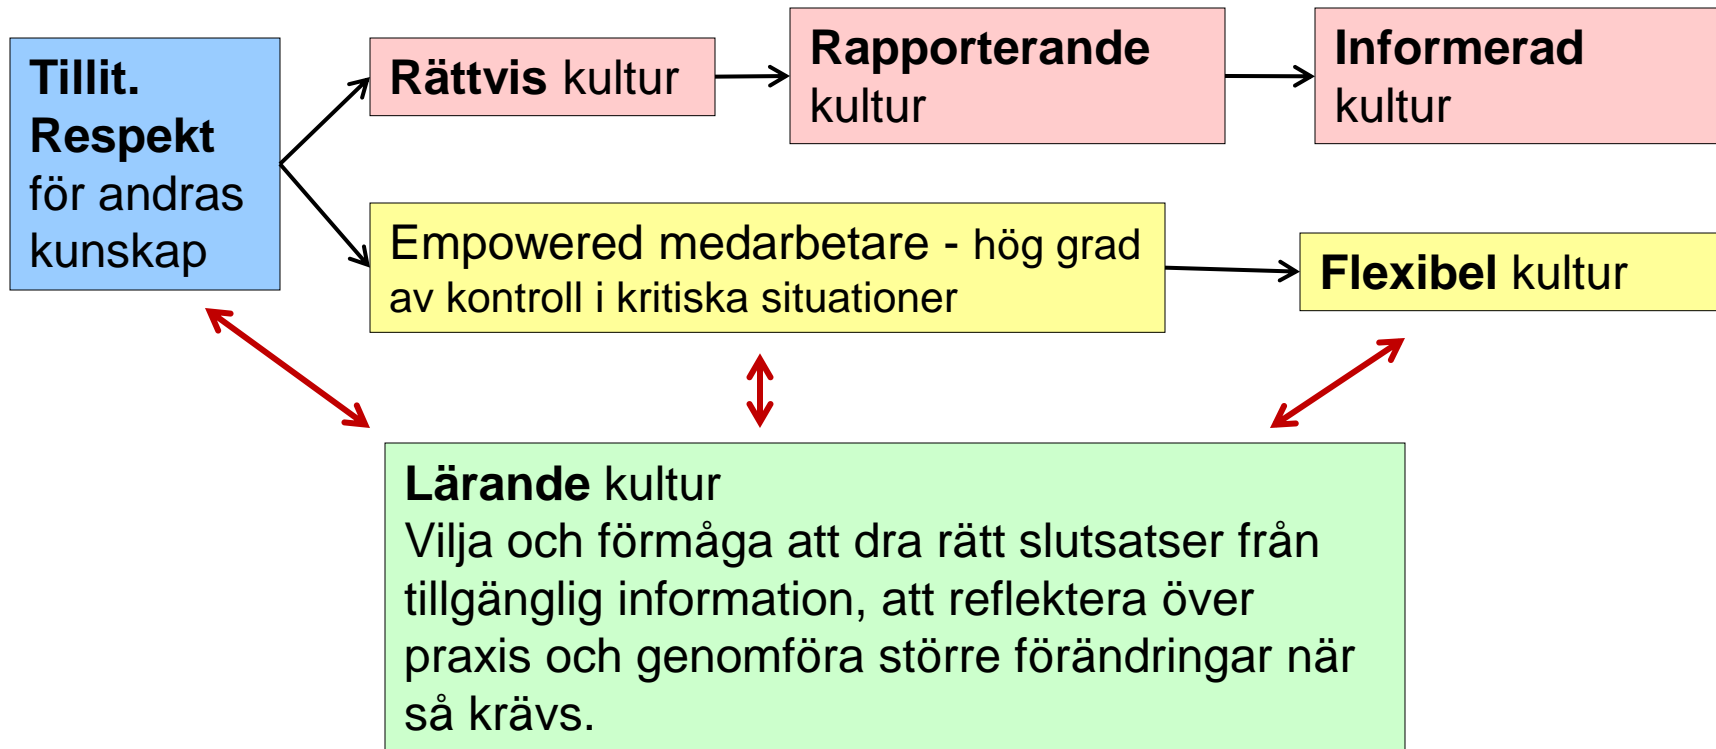 Tillit.
Respekt
för andras
kunskap
Rättvis kultur
Rapporterande
kultur
Informerad
kultur
Empowered medarbetare - hög grad
av kontroll i kritiska situationer
Flexibel kultur
Lärande kultur
Vilja och förmåga att dra rätt slutsatser från
tillgänglig information, att reflektera över
praxis och genomföra större förändringar när
så krävs.